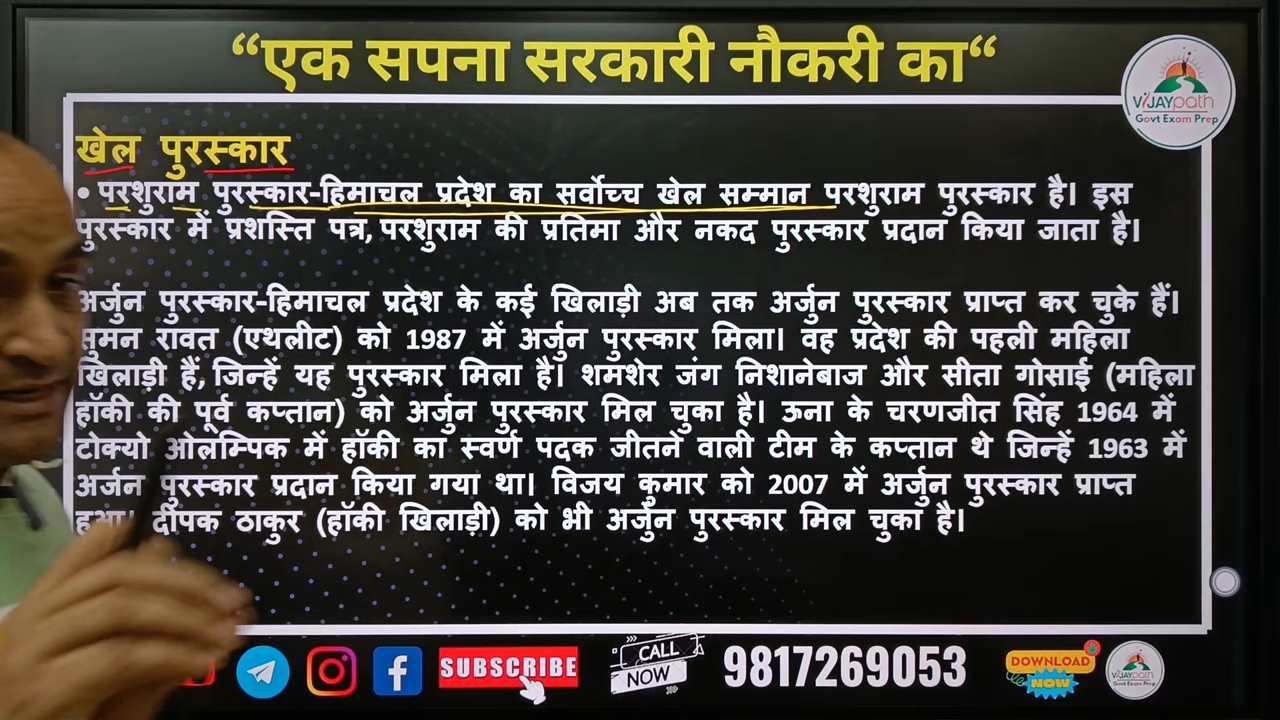 “एक सपना सरकारी नौकरी का“
VIJAYpath
Govt Exam Prep
खेल पुरस्कार
• परशुराम पुरस्कार-हिमाचल प्रदेश का सर्वोच्च खेल सम्मान परशुराम पुरस्कार है। इस
पुरस्कार में प्रशस्ति पत्र, परशुराम की प्रतिमा और नकद पुरस्कार प्रदान किया जाता है।
अर्जुन पुरस्कार-हिमाचल प्रदेश के कई खिलाड़ी अब तक अर्जुन पुरस्कार प्राप्त कर चुके हैं।
सुमन रावत (एथलीट) को 1987 में अर्जुन पुरस्कार मिला। वह प्रदेश की पहली महिला
खिलाड़ी हैं, जिन्हें यह पुरस्कार मिला है। शमशेर जंग निशानेबाज और सीता गोसाई (महिला
हॉकी की पूर्व कप्तान) को अर्जुन पुरस्कार मिल चुका है। ऊना के चरणजीत सिंह 1964 में
टोक्यो ओलम्पिक में हॉकी का स्वर्ण पदक जीतने वाली टीम के कप्तान थे जिन्हें 1963 में
अर्जुन पुरस्कार प्रदान किया गया था। विजय कुमार को 2007 में अर्जुन पुरस्कार प्राप्त
हुआ। दीपक ठाकुर (हॉकी खिलाड़ी) को भी अर्जुन पुरस्कार मिल चुका है।
SUBSCRIBE
CALL
NOW
9817269053
DOWNLOAD
NOW
VIJAYpath
Govt Exam Prep